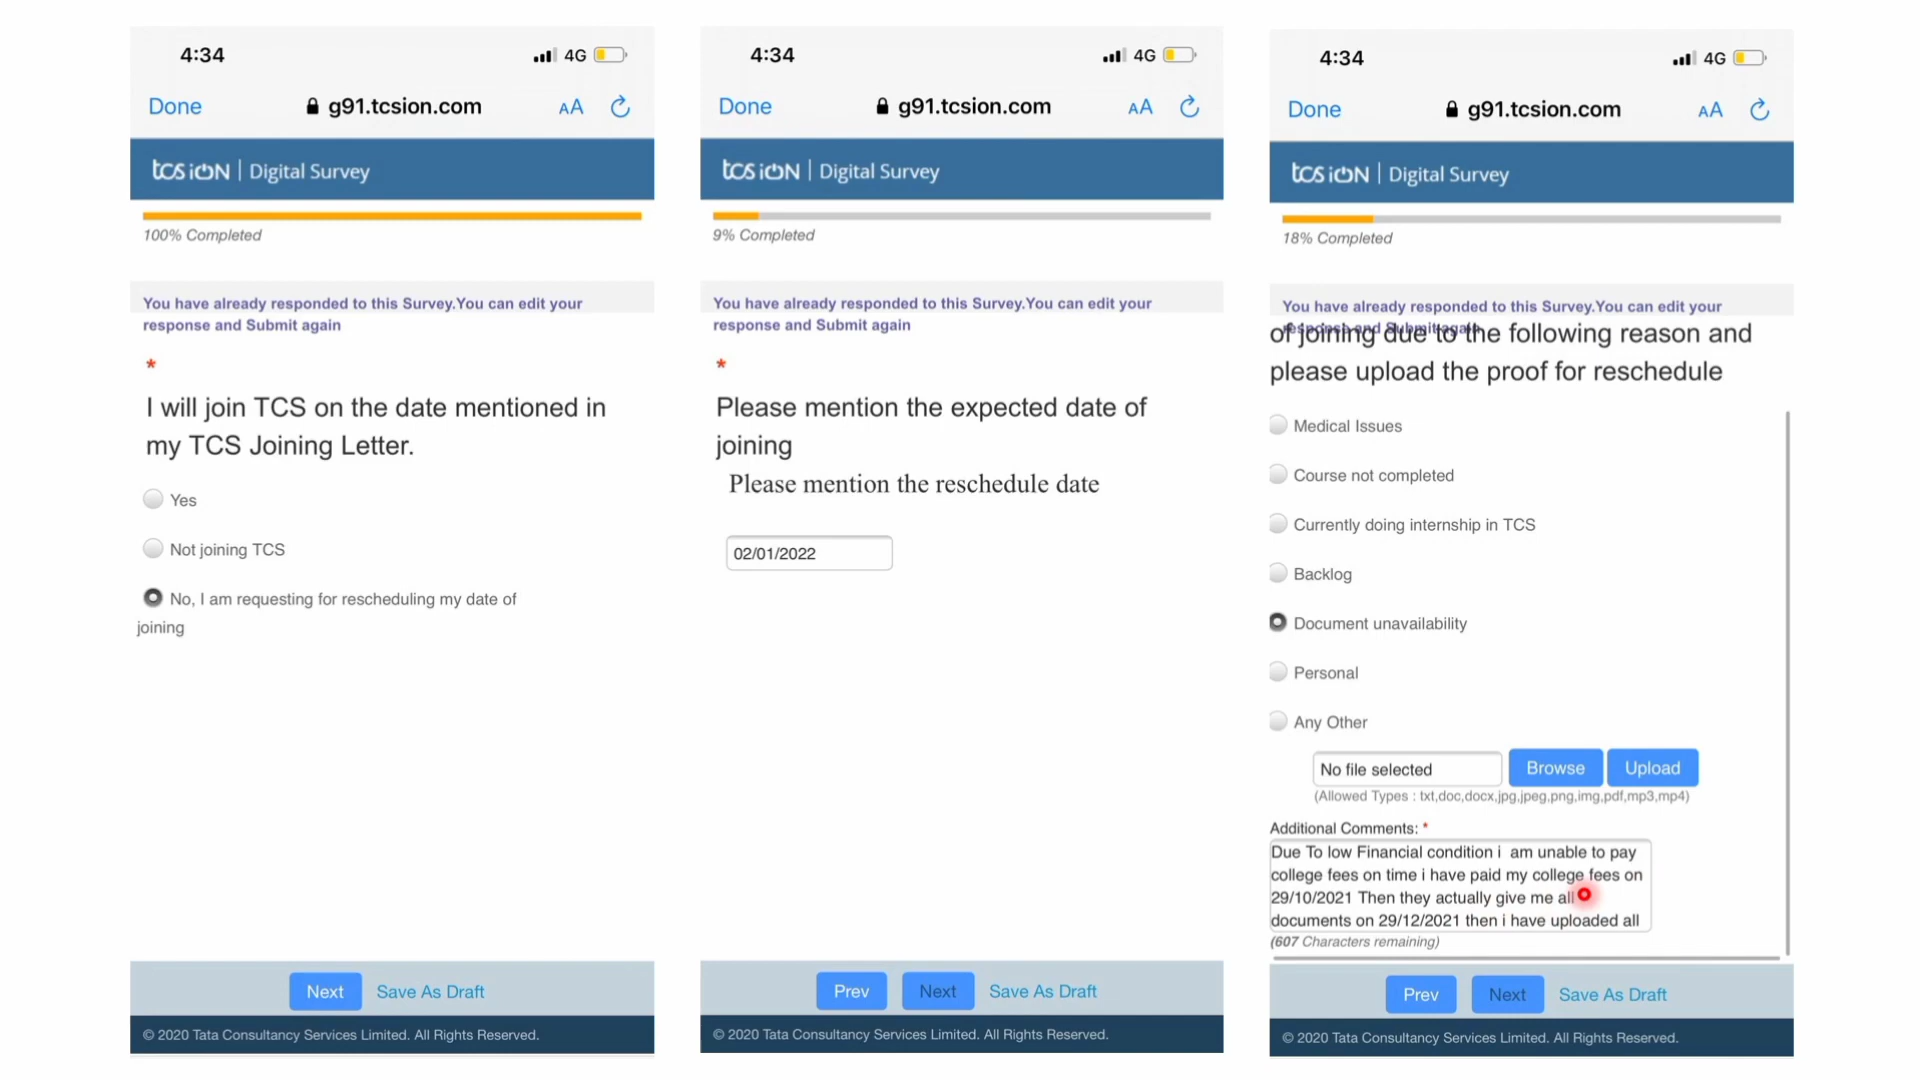 4:34
4G
Done
g91.tcsion.com
AA
tcs iON | Digital Survey
100% Completed
You have already responded to this Survey.You can edit your
response and Submit again
*
I will join TCS on the date mentioned in
my TCS Joining Letter.
Yes
Not joining TCS
No, I am requesting for rescheduling my date of
joining
Next
Save As Draft
© 2020 Tata Consultancy Services Limited. All Rights Reserved.
4:34
4G
Done
g91.tcsion.com
AA
tcs iON | Digital Survey
9% Completed
You have already responded to this Survey.You can edit your
response and Submit again
*
Please mention the expected date of
joining
Please mention the reschedule date
02/01/2022
Prev
Next
Save As Draft
© 2020 Tata Consultancy Services Limited. All Rights Reserved.
4:34
4G
Done
g91.tcsion.com
AA
tcs iON | Digital Survey
18% Completed
You have already responded to this Survey.You can edit your
response and Submit again
of joining due to the following reason and
please upload the proof for reschedule
Medical Issues
Course not completed
Currently doing internship in TCS
Backlog
Document unavailability
Personal
Any Other
No file selected
Browse
Upload
(Allowed Types : txt,doc,docx,jpg,jpeg,png,img,pdf,mp3,mp4)
Additional Comments: *
Due To low Financial condition i  am unable to pay
college fees on time i have paid my college fees on
29/10/2021 Then they actually give me all
documents on 29/12/2021 then i have uploaded all
(607 Characters remaining)
Prev
Next
Save As Draft
© 2020 Tata Consultancy Services Limited. All Rights Reserved.